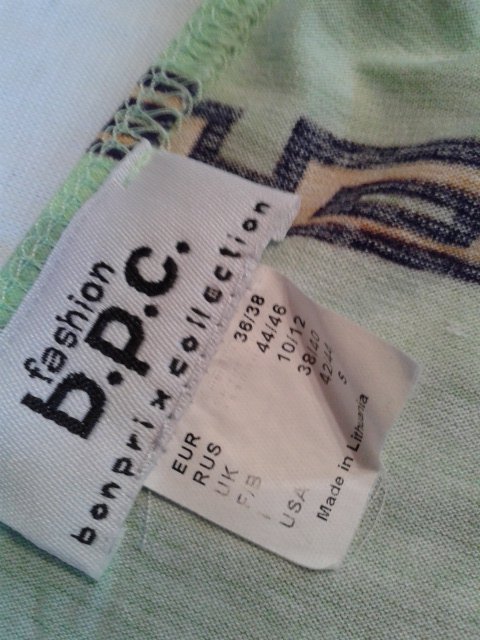 fashion
b.p.c.
bonprix collection
EUR 36/38
RUS 44/46
UK 10/12
F/B 38/40
I 42/44
USA S
Made in Lithuania